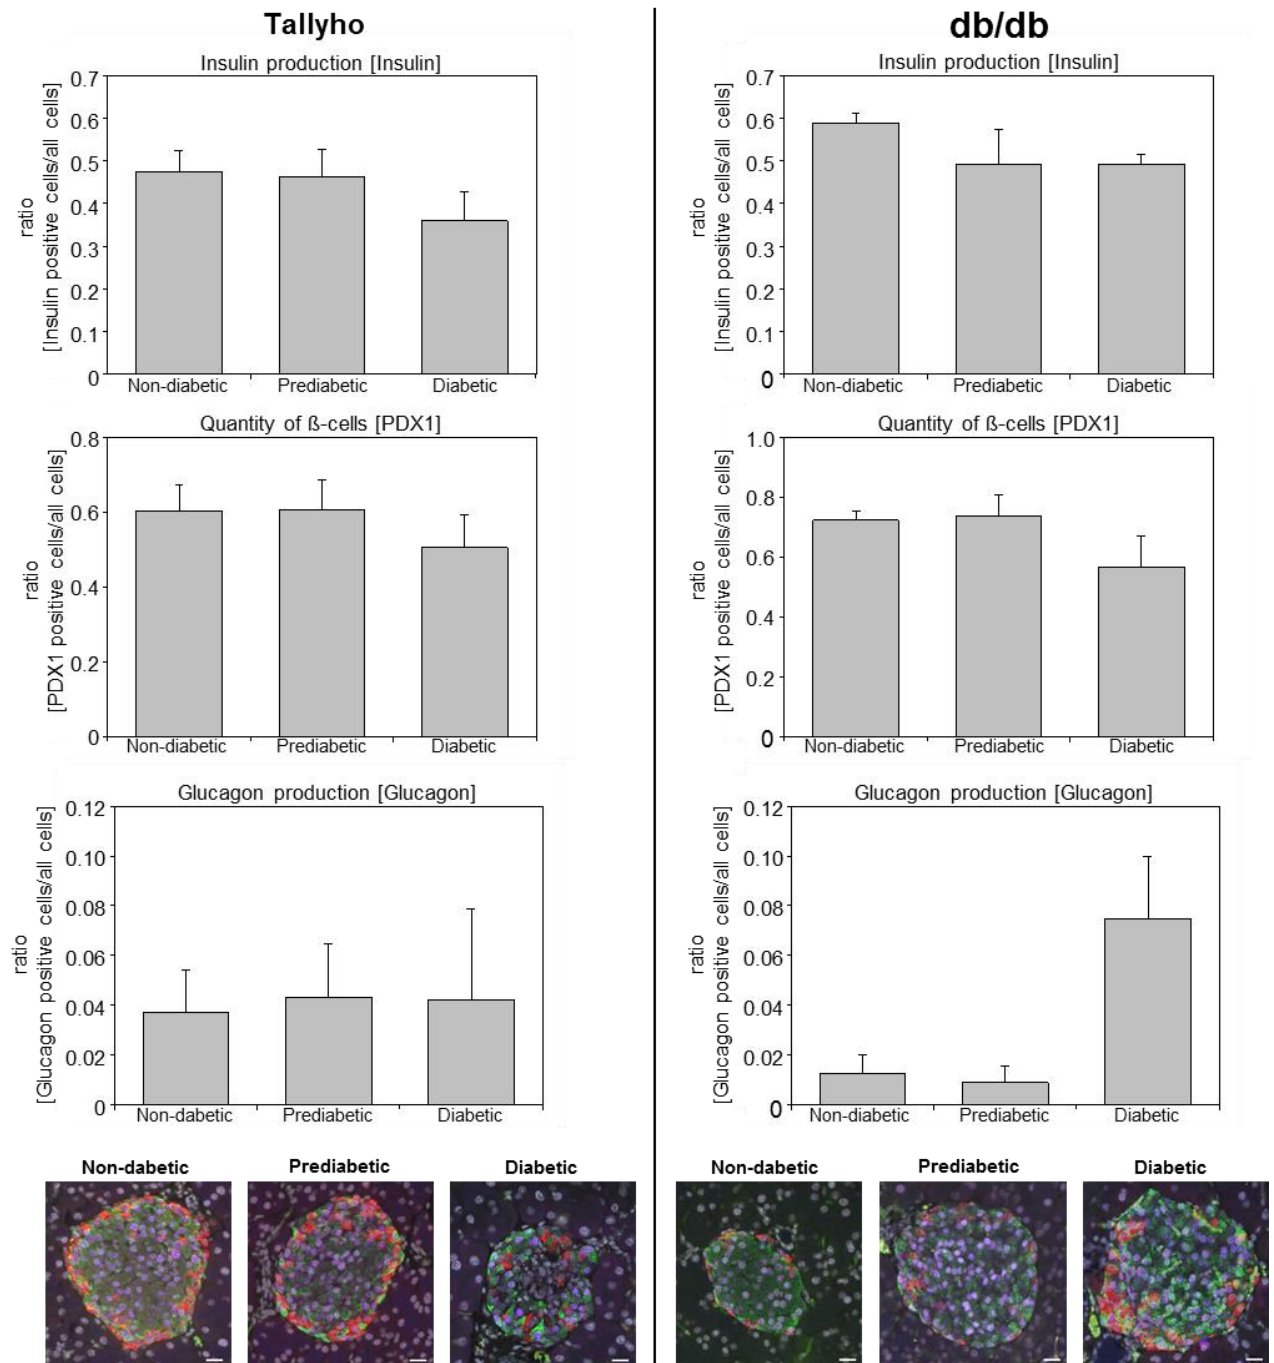 Tallyho
Insulin production [Insulin]
ratio
[Insulin positive cells/all cells]
0.7
0.6
0.5
0.4
0.3
0.2
0.1
0
Non-diabetic Prediabetic Diabetic
Quantity of ß-cells [PDX1]
ratio
[PDX1 positive cells/all cells]
0.8
0.6
0.4
0.2
0
Non-diabetic Prediabetic Diabetic
Glucagon production [Glucagon]
ratio
[Glucagon positive cells/all cells]
0.12
0.10
0.08
0.06
0.04
0.02
0
Non-dabetic Prediabetic Diabetic
Non-dabetic Prediabetic Diabetic
db/db
Insulin production [Insulin]
ratio
[Insulin positive cells/all cells]
0.7
0.6
0.5
0.4
0.3
0.2
0.1
0
Non-diabetic Prediabetic Diabetic
Quantity of ß-cells [PDX1]
ratio
[PDX1 positive cells/all cells]
1.0
0.8
0.6
0.4
0.2
0
Non-diabetic Prediabetic Diabetic
Glucagon production [Glucagon]
ratio
[Glucagon positive cells/all cells]
0.12
0.10
0.08
0.06
0.04
0.02
0
Non-diabetic Prediabetic Diabetic
Non-dabetic Prediabetic Diabetic